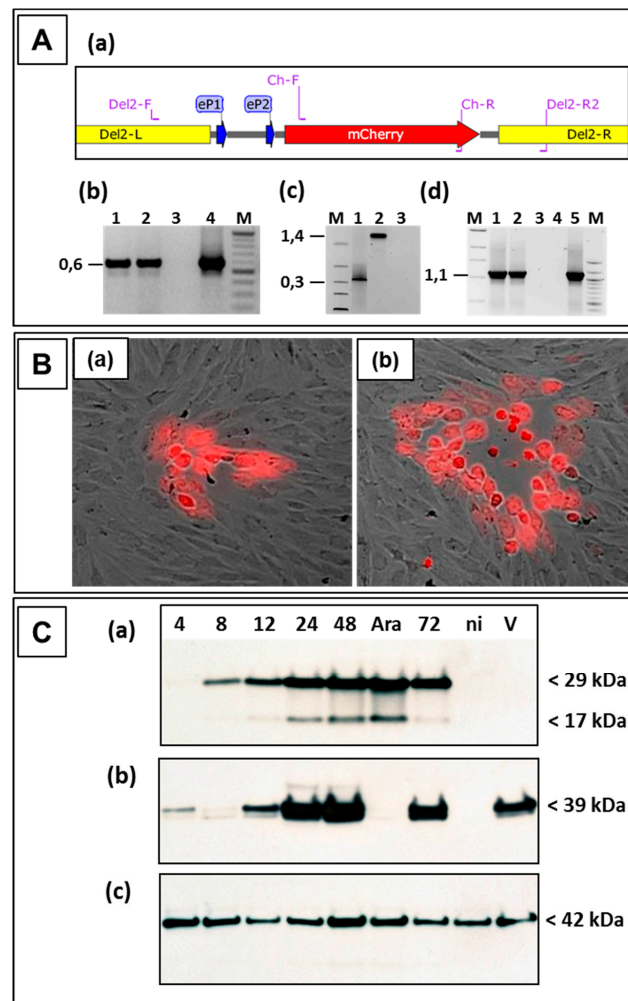 A
(a)
Ch-F
Del2-F
eP1
eP2
Ch-R
Del2-R2
Del2-L
mCherry
Del2-R
(b)
1 2 3 4 M
0,6
(c)
M 1 2 3
1,4
0,3
(d)
M 1 2 3 4 5 M
1,1
B
(a)
(b)
C
(a)
4 8 12 24 48 Ara 72 ni V
< 29 kDa
< 17 kDa
(b)
< 39 kDa
(c)
< 42 kDa